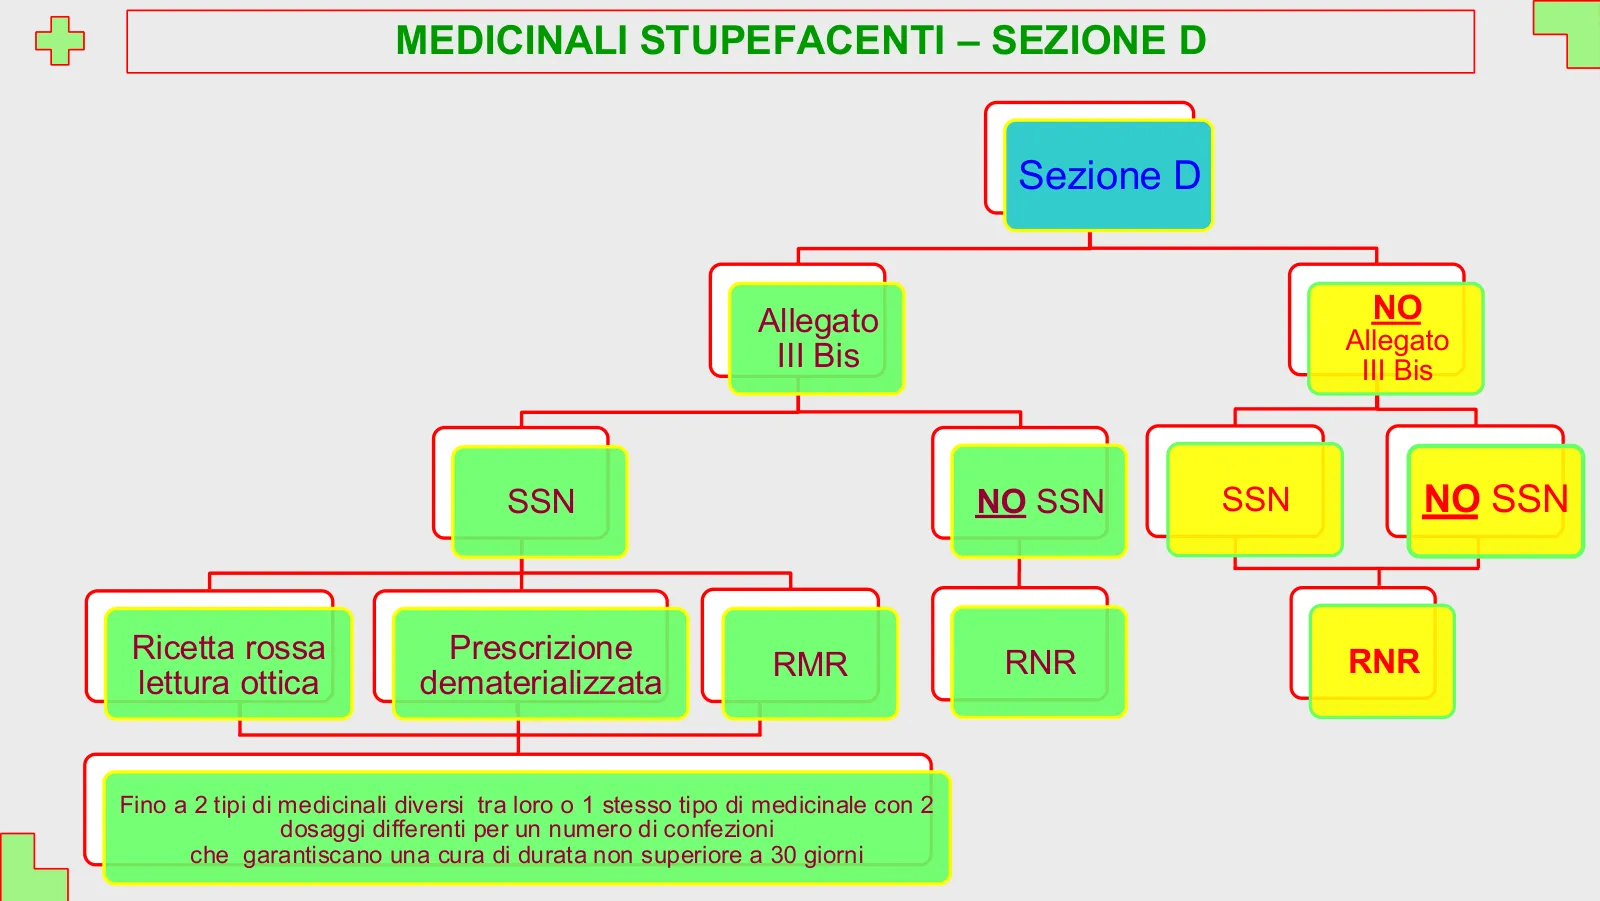 MEDICINALI STUPEFACENTI – SEZIONE D
Sezione D
Allegato
III Bis
NO
Allegato
III Bis
SSN
NO SSN
SSN
NO SSN
Ricetta rossa
lettura ottica
Prescrizione
dematerializzata
RMR
RNR
RNR
Fino a 2 tipi di medicinali diversi tra loro o 1 stesso tipo di medicinale con 2
dosaggi differenti per un numero di confezioni
che garantiscano una cura di durata non superiore a 30 giorni